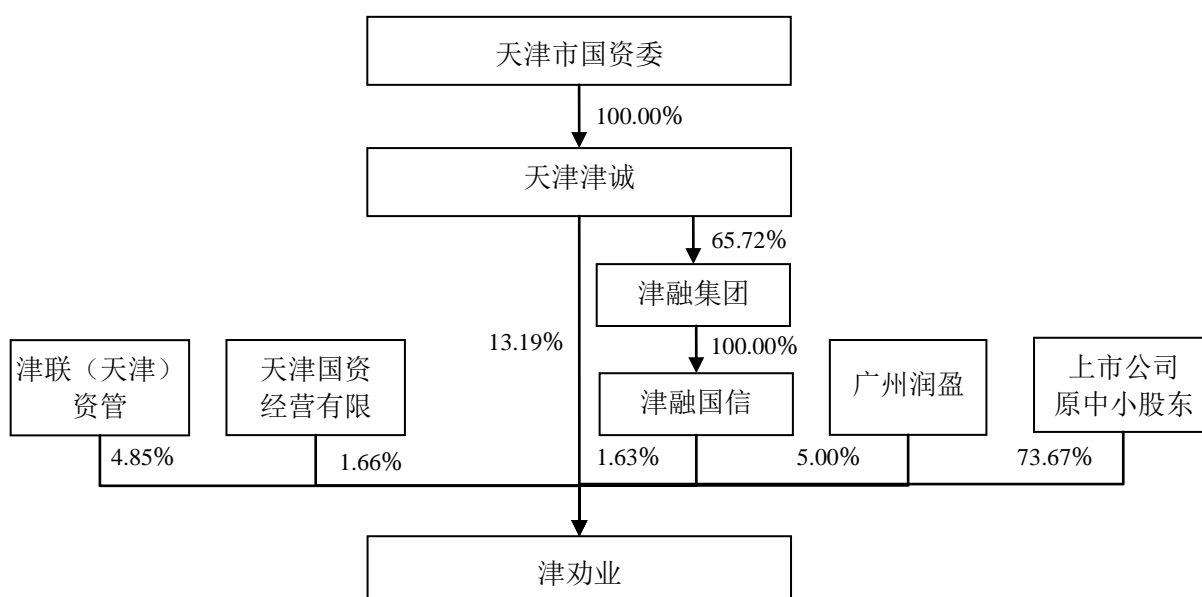 天津市国资委
100.00%
天津津诚
65.72%
津融集团
13.19%
100.00%
津联（天津）
资管
天津国资
经营有限
津融国信
广州润盈
上市公司
原中小股东
4.85%
1.66%
1.63%
5.00%
73.67%
津劝业